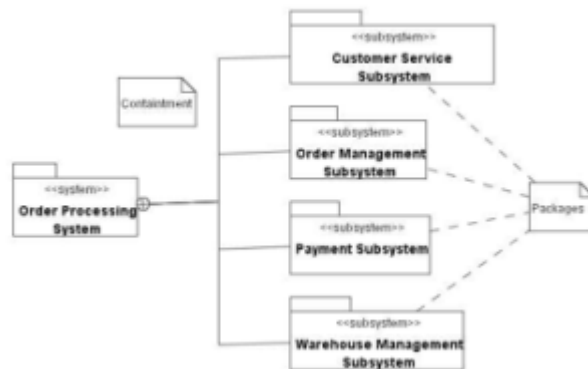 <<subsystem>>
Customer Service
Subsystem
Containtment
<<subsystem>>
Order Management
Subsystem
<<system>>
Order Processing
System
Packages
<<subsystem>>
Payment Subsystem
<<subsystem>>
Warehouse Management
Subsystem